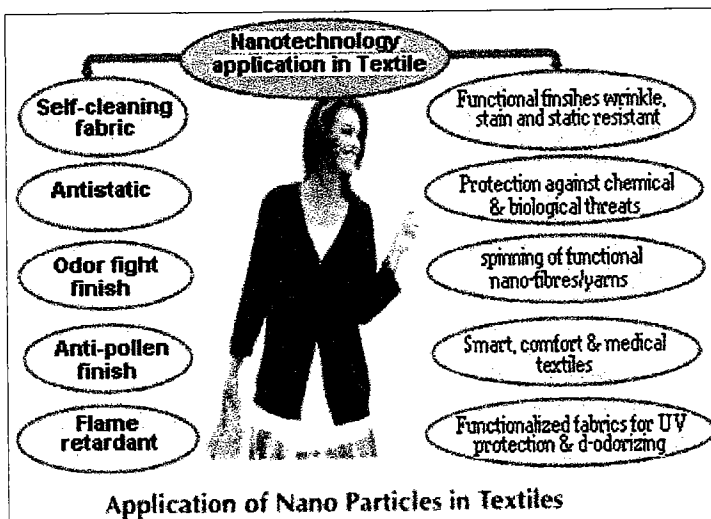 Nanotechnology
application in Textile
Self-cleaning
fabric
Antistatic
Odor fight
finish
Anti-pollen
finish
Flame
retardant
Functional finsihes wrinkle,
stain and static resistant
Protection against chemical
& biological threats
spinning of functional
nano-fibres/yarns
Smart, comfort & medical
textiles
Functionalized fabrics for UV
protection & d-odorizing
Application of Nano Particles in Textiles